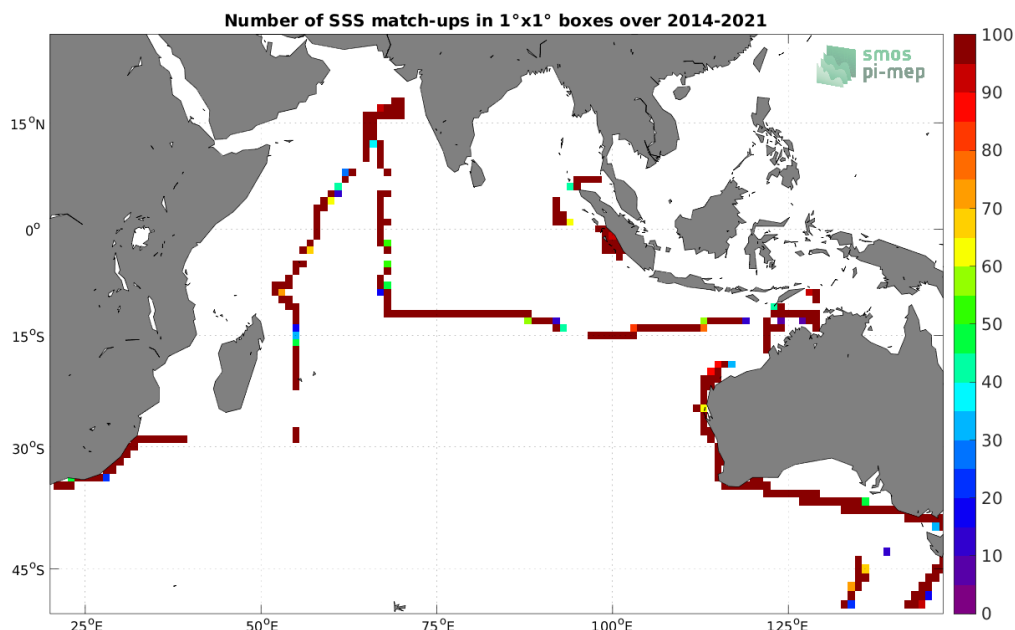 Number of SSS match-ups in 1°x1° boxes over 2014-2021
smos
pi-mep
100
90
80
70
60
50
40
30
20
10
0
15°N
0°
15°S
30°S
45°S
25°E
50°E
75°E
100°E
125°E